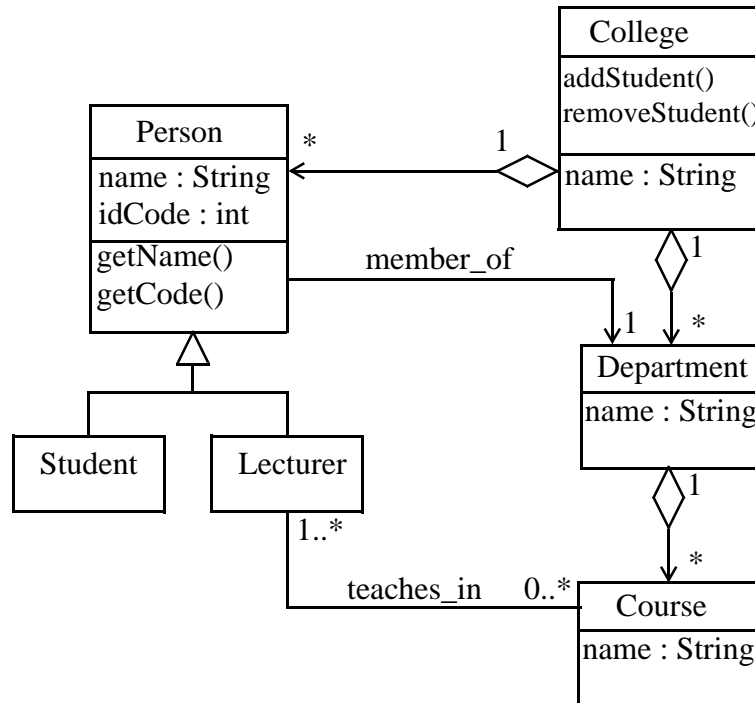 College
addStudent()
removeStudent()
name : String
Person
name : String
idCode : int
getName()
getCode()
* 1
member_of
1
1
*
Department
name : String
Student
Lecturer
1
*
1..*
teaches_in
0..*
Course
name : String